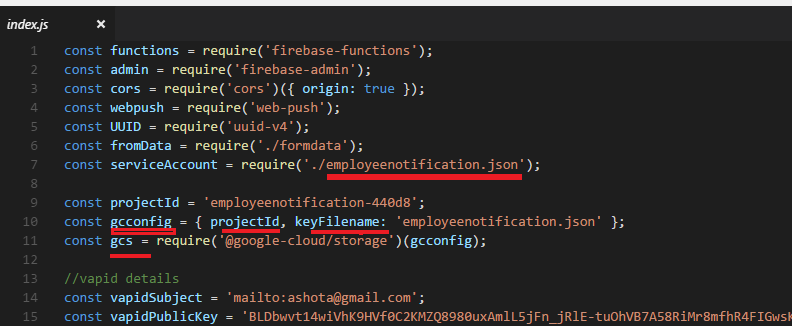 index.js ×
1 const functions = require('firebase-functions');
2 const admin = require('firebase-admin');
3 const cors = require('cors')({ origin: true });
4 const webpush = require('web-push');
5 const UUID = require('uuid-v4');
6 const fromData = require('./formdata');
7 const serviceAccount = require('./employeenotification.json');
8
9 const projectId = 'employeenotification-440d8';
10 const gcconfig = { projectId, keyFilename: 'employeenotification.json' };
11 const gcs = require('@google-cloud/storage')(gcconfig);
12
13 //vapid details
14 const vapidSubject = 'mailto:ashota@gmail.com';
15 const vapidPublicKey = 'BLDbwvt14wiVhK9HVf0C2KMZQ8980uxAmlL5jFn_jRlE-tuOhVB7A58RiMr8mfhR4FIGwsk